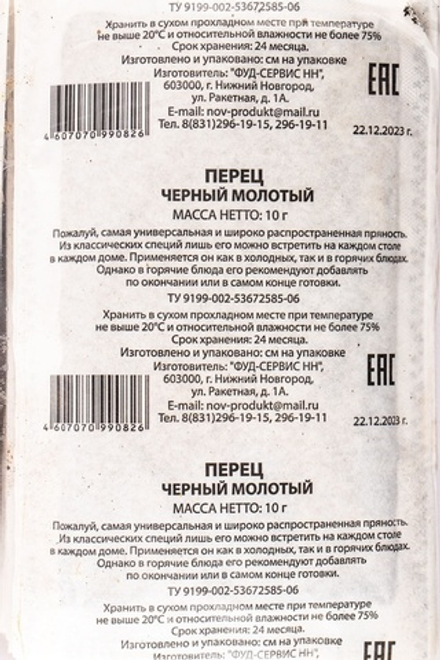 ТУ 9199-002-53672585-06
Хранить в сухом прохладном месте при температуре
не выше 20°С и относительной влажности не более 75%
Срок хранения: 24 месяца.
Изготовлено и упаковано: см на упаковке
Изготовитель: "ФУД-СЕРВИС НН",
603000, г. Нижний Новгород,
ул. Ракетная, д. 1А.
E-mail: nov-produkt@mail.ru
Тел. 8(831)296-19-15, 296-19-11
EAC
4 607070 990826
22.12.2023 г.
ПЕРЕЦ
ЧЕРНЫЙ МОЛОТЫЙ
МАССА НЕТТО: 10 г
Пожалуй, самая универсальная и широко распространенная пряность.
Из классических специй лишь его можно встретить на каждом столе
в каждом доме. Применяется он как в холодных, так и в горячих блюдах.
Однако в горячие блюда его рекомендуют добавлять
по окончании или в самом конце готовки.
ТУ 9199-002-53672585-06
Хранить в сухом прохладном месте при температуре
не выше 20°С и относительной влажности не более 75%
Срок хранения: 24 месяца.
Изготовлено и упаковано: см на упаковке
Изготовитель: "ФУД-СЕРВИС НН",
603000, г. Нижний Новгород,
ул. Ракетная, д. 1А.
E-mail: nov-produkt@mail.ru
Тел. 8(831)296-19-15, 296-19-11
EAC
4 607070 990826
22.12.2023 г.
ПЕРЕЦ
ЧЕРНЫЙ МОЛОТЫЙ
МАССА НЕТТО: 10 г
Пожалуй, самая универсальная и широко распространенная пряность.
Из классических специй лишь его можно встретить на каждом столе
в каждом доме. Применяется он как в холодных, так и в горячих блюдах.
Однако в горячие блюда его рекомендуют добавлять
по окончании или в самом конце готовки.
ТУ 9199-002-53672585-06
Хранить в сухом прохладном месте при температуре
не выше 20°С и относительной влажности не более 75%
Срок хранения: 24 месяца.
Изготовлено и упаковано: см на упаковке
Изготовитель: "ФУД-СЕРВИС НН",
EAC